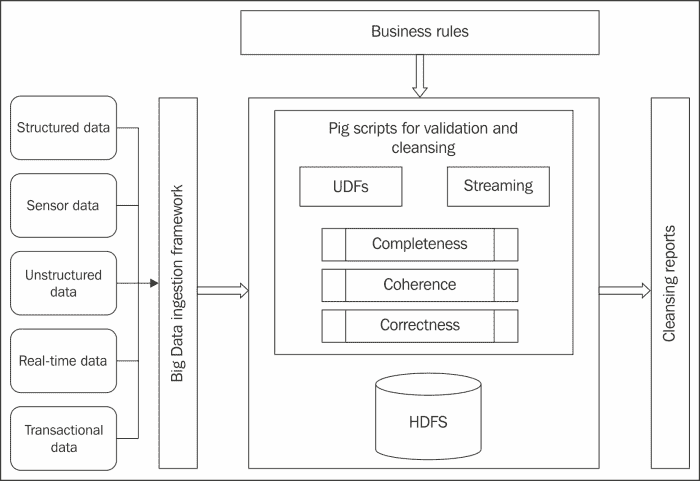 Business rules
Structured data
Sensor data
Unstructured
data
Real-time data
Transactional
data
Big Data ingestion framework
Pig scripts for validation and
cleansing
UDFs
Streaming
Completeness
Coherence
Correctness
HDFS
Cleansing reports